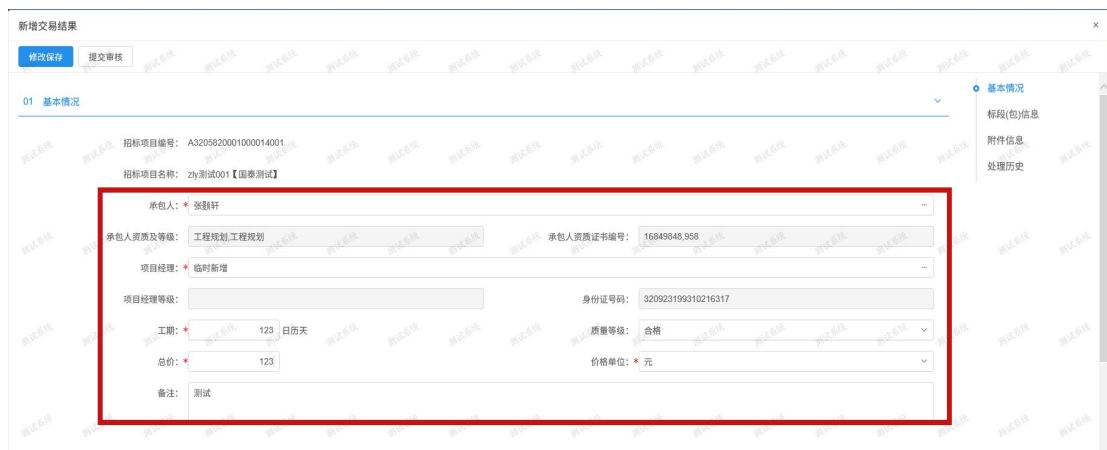 新增交易结果 ×
修改保存 提交审核
01 基本情况
基本情况
标段(包)信息
附件信息
处理历史
招标项目编号： A3205820001000014001
招标项目名称： zly测试001【国泰测试】
承包人： * 张颢轩 ...
承包人资质及等级： 工程规划,工程规划 承包人资质证书编号： 16849848,958
项目经理： * 临时新增 ...
项目经理等级： 身份证号码： 320923199310216317
工期： * 123 日历天 质量等级： 合格
总价： * 123 价格单位： * 元
备注： 测试
测试系统